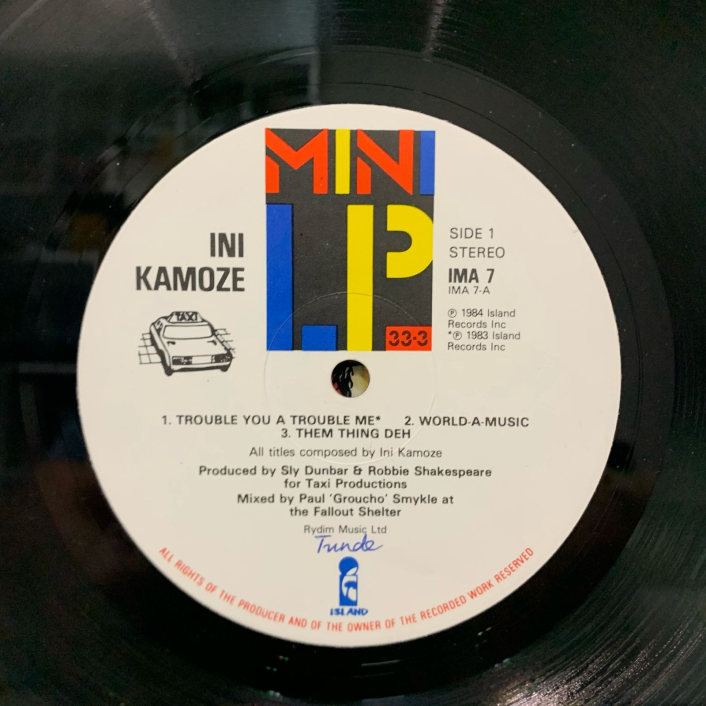 MINI
LP
33·3
INI
KAMOZE
TAXI
SIDE 1
STEREO
IMA 7
IMA 7-A
℗ 1984 Island
Records Inc
*℗ 1983 Island
Records Inc
1. TROUBLE YOU A TROUBLE ME* 2. WORLD-A-MUSIC
3. THEM THING DEH
All titles composed by Ini Kamoze
Produced by Sly Dunbar & Robbie Shakespeare
for Taxi Productions
Mixed by Paul 'Groucho' Smykle at
the Fallout Shelter
Rydim Music Ltd
Tunde
ISLAND
ALL RIGHTS OF THE PRODUCER AND OF THE OWNER OF THE RECORDED WORK RESERVED